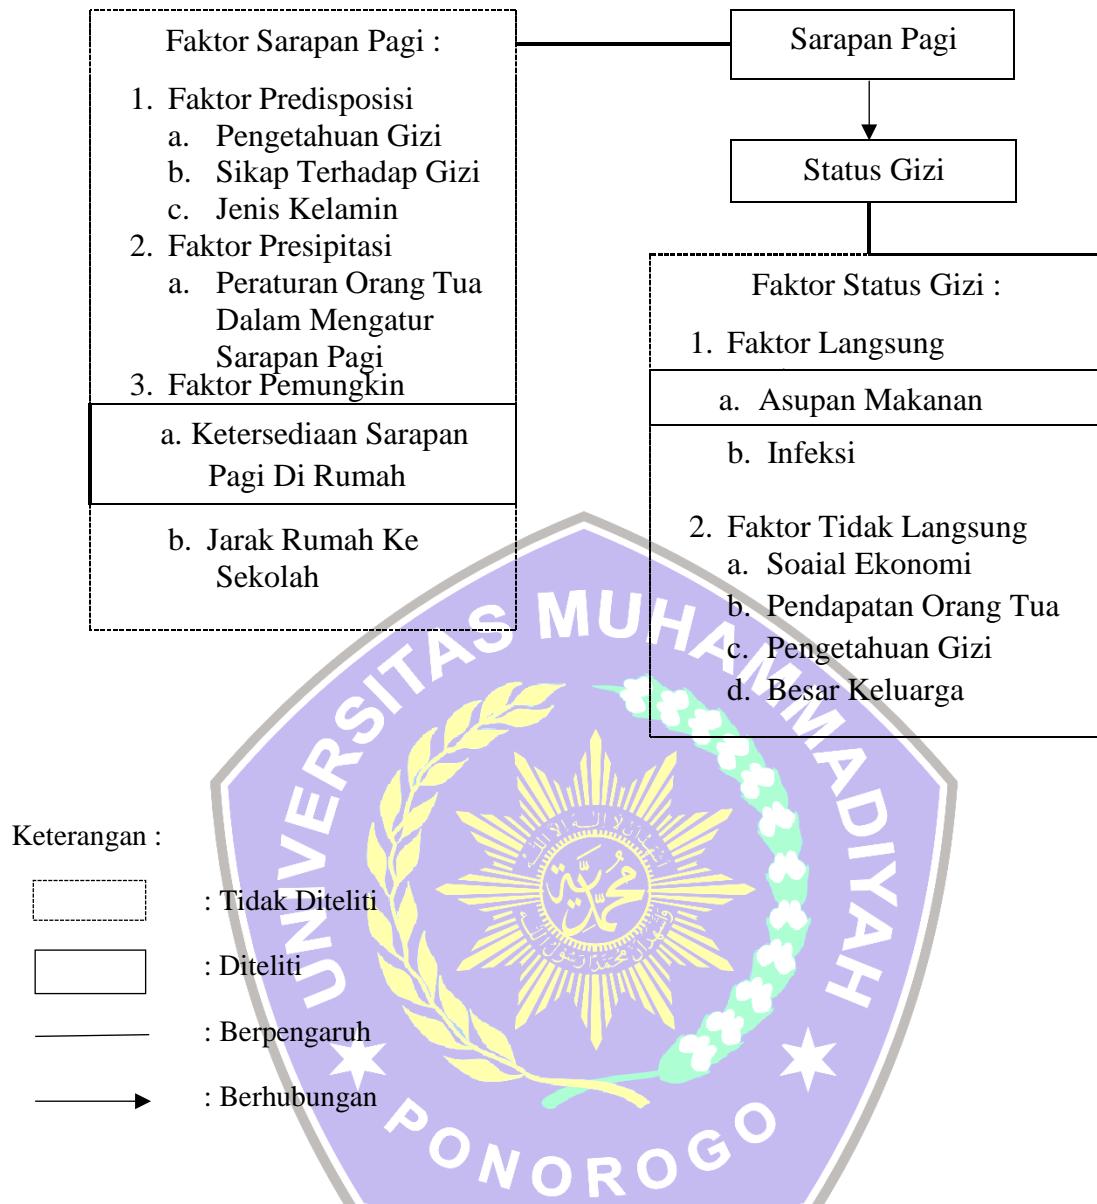 Faktor Sarapan Pagi :
1. Faktor Predisposisi
a. Pengetahuan Gizi
b. Sikap Terhadap Gizi
c. Jenis Kelamin
2. Faktor Presipitasi
a. Peraturan Orang Tua
Dalam Mengatur
Sarapan Pagi
3. Faktor Pemungkin
a. Ketersediaan Sarapan
Pagi Di Rumah
b. Jarak Rumah Ke
Sekolah
Sarapan Pagi
Status Gizi
Faktor Status Gizi :
1. Faktor Langsung
a. Asupan Makanan
b. Infeksi
2. Faktor Tidak Langsung
a. Soaial Ekonomi
b. Pendapatan Orang Tua
c. Pengetahuan Gizi
d. Besar Keluarga
Keterangan :
: Tidak Diteliti
: Diteliti
: Berpengaruh
: Berhubungan
UNIVERSITAS MUHAMMADIYAH
PONOROGO